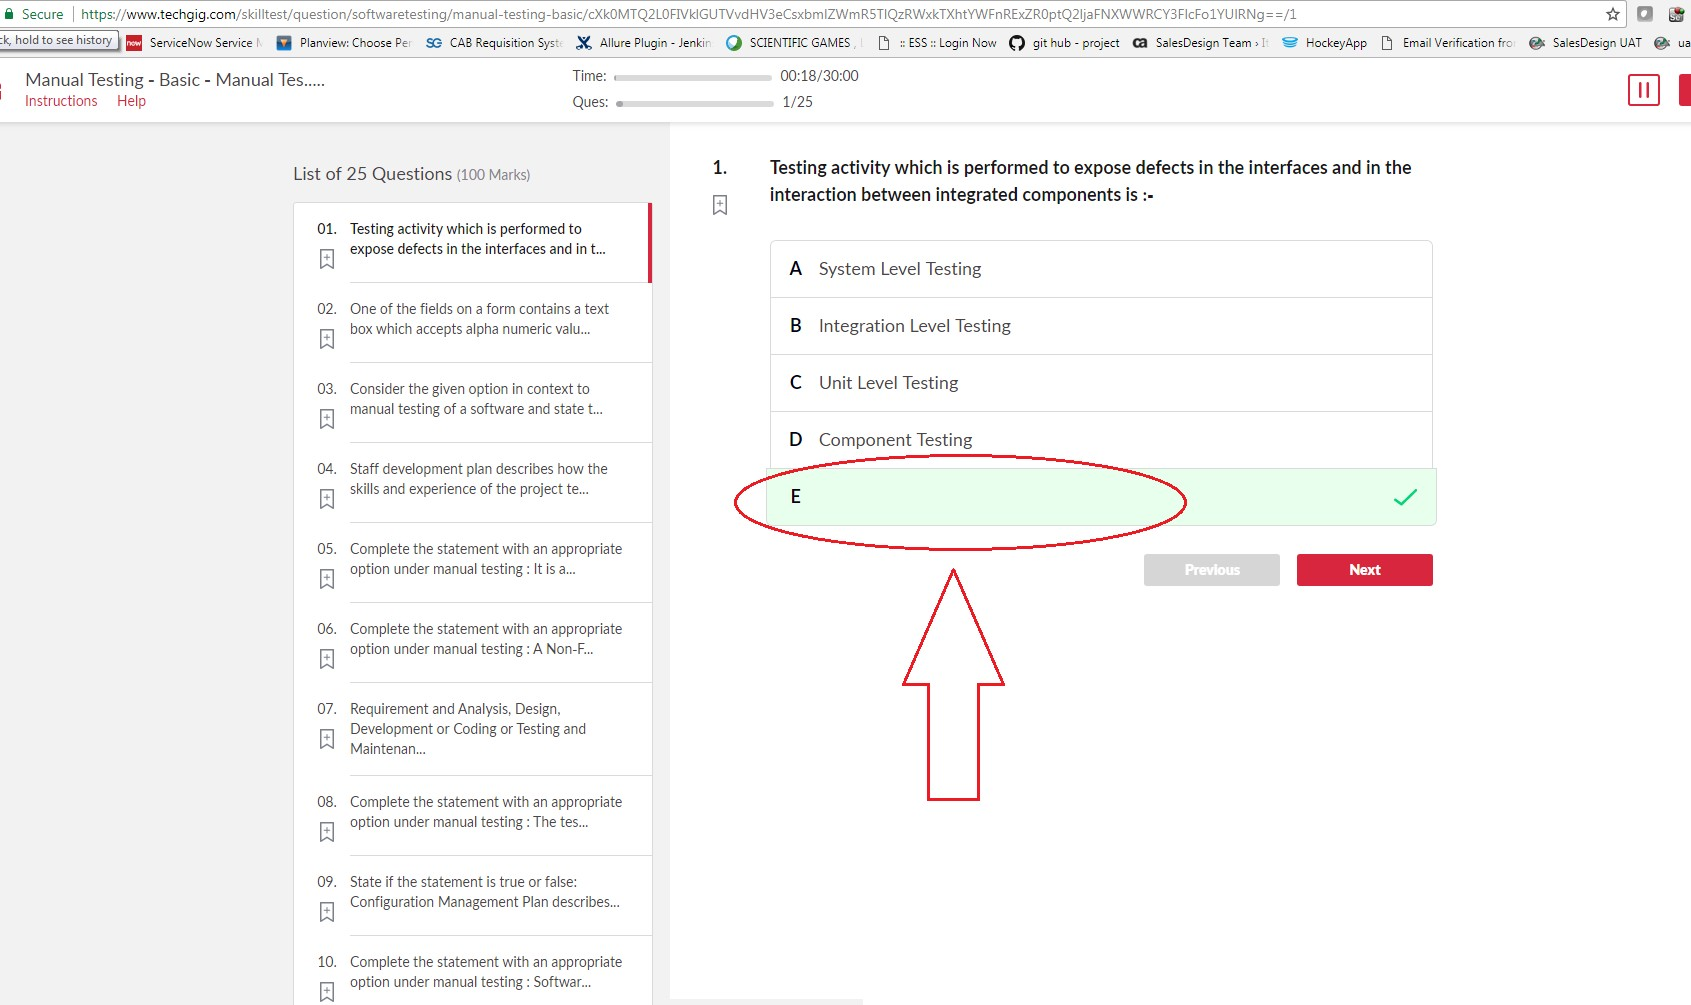 Secure https://www.techgig.com/skilltest/question/softwaretesting/manual-testing-basic/
ck, hold to see history
now ServiceNow Service Planview: Choose Per SG CAB Requisition Syste Allure Plugin - Jenkin SCIENTIFIC GAMES :: ESS :: Login Now git hub - project ca SalesDesign Team › It HockeyApp Email Verification fro SalesDesign UAT ua
Manual Testing - Basic - Manual Tes.....
Instructions Help
Time: 00:18/30:00
Ques: 1/25
List of 25 Questions (100 Marks)
01. Testing activity which is performed to
expose defects in the interfaces and in t...
02. One of the fields on a form contains a text
box which accepts alpha numeric valu...
03. Consider the given option in context to
manual testing of a software and state t...
04. Staff development plan describes how the
skills and experience of the project te...
05. Complete the statement with an appropriate
option under manual testing : It is a...
06. Complete the statement with an appropriate
option under manual testing : A Non-F...
07. Requirement and Analysis, Design,
Development or Coding or Testing and
Maintenan...
08. Complete the statement with an appropriate
option under manual testing : The tes...
09. State if the statement is true or false:
Configuration Management Plan describes...
10. Complete the statement with an appropriate
option under manual testing : Softwar...
1. Testing activity which is performed to expose defects in the interfaces and in the
interaction between integrated components is :-
A System Level Testing
B Integration Level Testing
C Unit Level Testing
D Component Testing
E
Previous Next